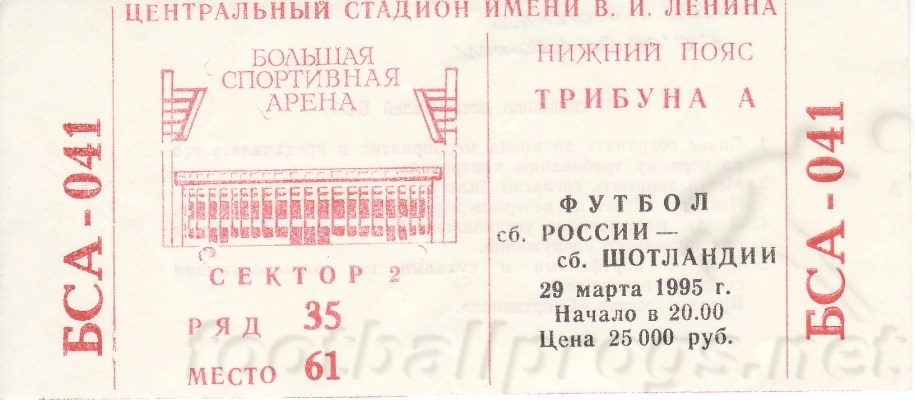 ЦЕНТРАЛЬНЫЙ СТАДИОН ИМЕНИ В. И. ЛЕНИНА
БСА - 041
БОЛЬШАЯ
СПОРТИВНАЯ
АРЕНА
СЕКТОР 2
РЯД 35
МЕСТО 61
НИЖНИЙ ПОЯС
ТРИБУНА А
ФУТБОЛ
сб. РОССИИ —
сб. ШОТЛАНДИИ
29 марта 1995 г.
Начало в 20.00
Цена 25 000 руб.
БСА - 041
footballprogs.net